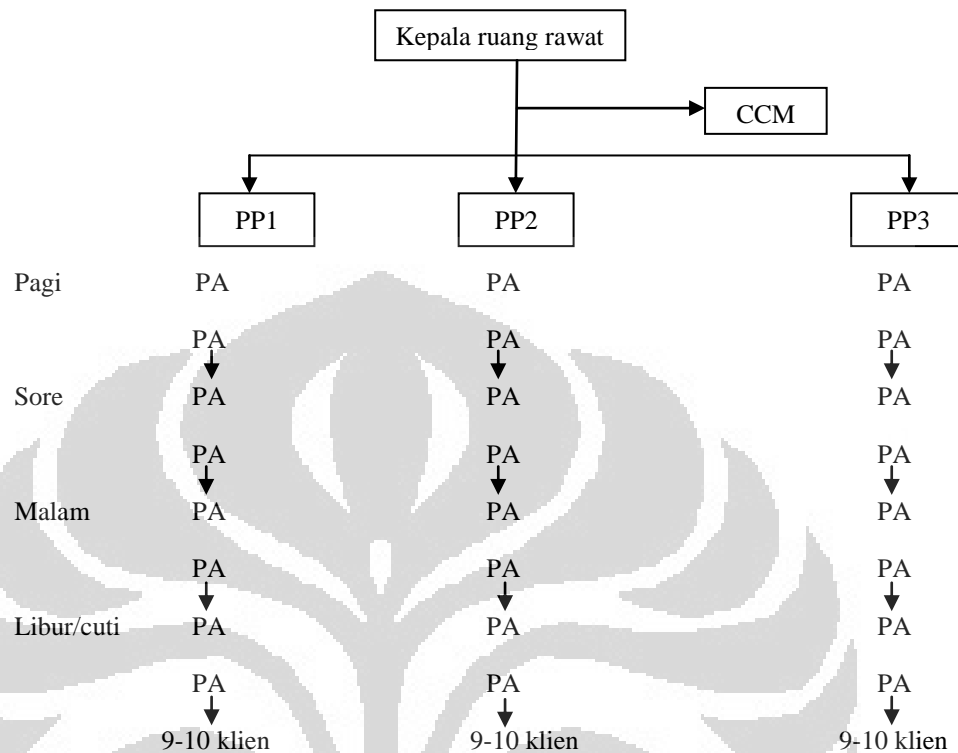 Kepala ruang rawat
CCM
PP1 PP2 PP3
Pagi PA PA PA
PA PA PA
Sore PA PA PA
PA PA PA
Malam PA PA PA
PA PA PA
Libur/cuti PA PA PA
PA PA PA
9-10 klien 9-10 klien 9-10 klien